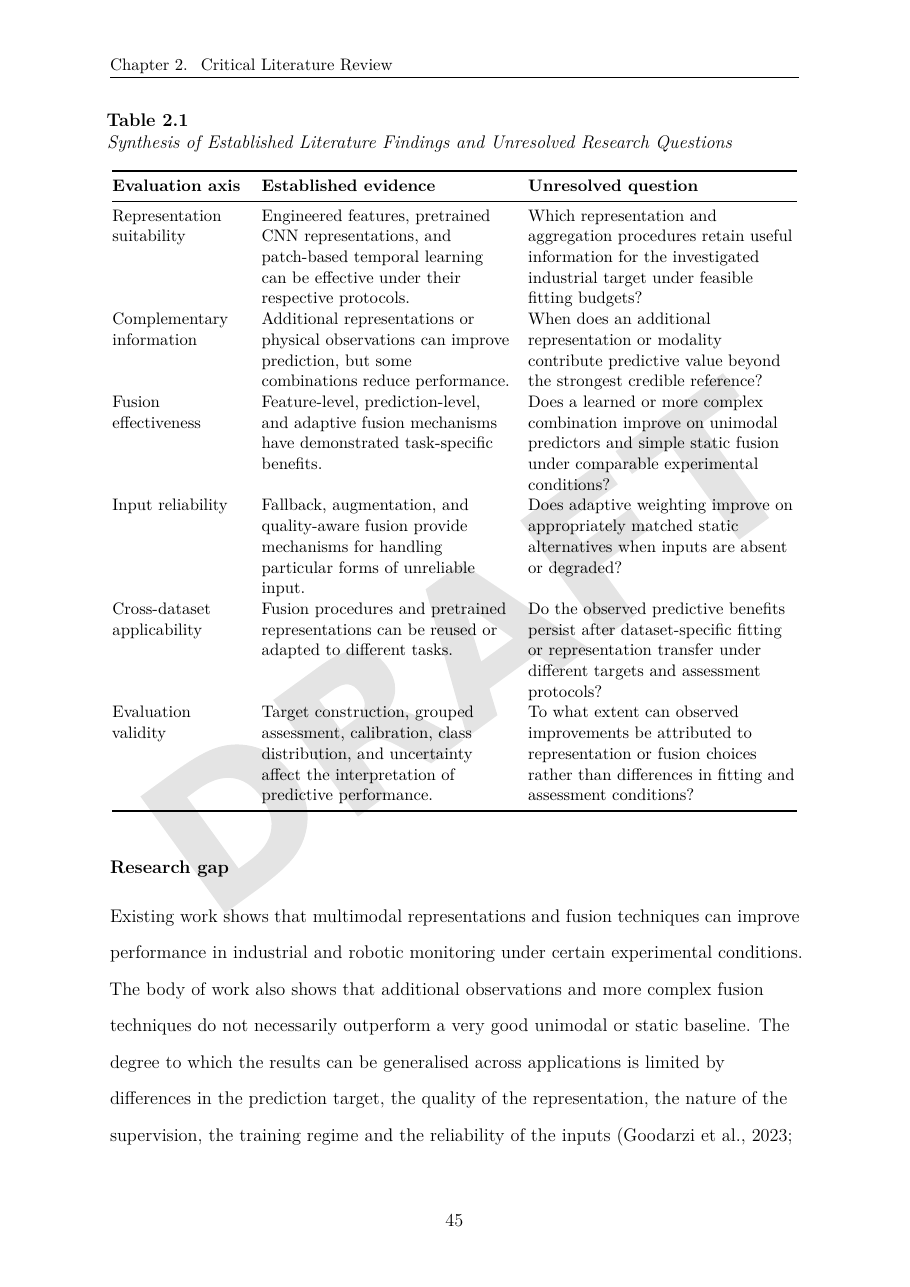 Chapter 2. Critical Literature Review
Table 2.1
Synthesis of Established Literature Findings and Unresolved Research Questions
Evaluation axis Established evidence Unresolved question
Representation Engineered features, pretrained Which representation and
suitability CNN representations, and aggregation procedures retain useful
patch-based temporal learning information for the investigated
can be effective under their industrial target under feasible
respective protocols. fitting budgets?
Complementary Additional representations or When does an additional
information physical observations can improve representation or modality
prediction, but some contribute predictive value beyond
combinations reduce performance. the strongest credible reference?
Fusion Feature-level, prediction-level, Does a learned or more complex
effectiveness and adaptive fusion mechanisms combination improve on unimodal
have demonstrated task-specific predictors and simple static fusion
benefits. under comparable experimental
conditions?
Input reliability Fallback, augmentation, and Does adaptive weighting improve on
quality-aware fusion provide appropriately matched static
mechanisms for handling alternatives when inputs are absent
particular forms of unreliable or degraded?
input.
Cross-dataset Fusion procedures and pretrained Do the observed predictive benefits
applicability representations can be reused or persist after dataset-specific fitting
adapted to different tasks. or representation transfer under
different targets and assessment
protocols?
Evaluation Target construction, grouped To what extent can observed
validity assessment, calibration, class improvements be attributed to
distribution, and uncertainty representation or fusion choices
affect the interpretation of rather than differences in fitting and
predictive performance. assessment conditions?
DRAFT
Research gap
Existing work shows that multimodal representations and fusion techniques can improve
performance in industrial and robotic monitoring under certain experimental conditions.
The body of work also shows that additional observations and more complex fusion
techniques do not necessarily outperform a very good unimodal or static baseline. The
degree to which the results can be generalised across applications is limited by
differences in the prediction target, the quality of the representation, the nature of the
supervision, the training regime and the reliability of the inputs (Goodarzi et al., 2023;
45